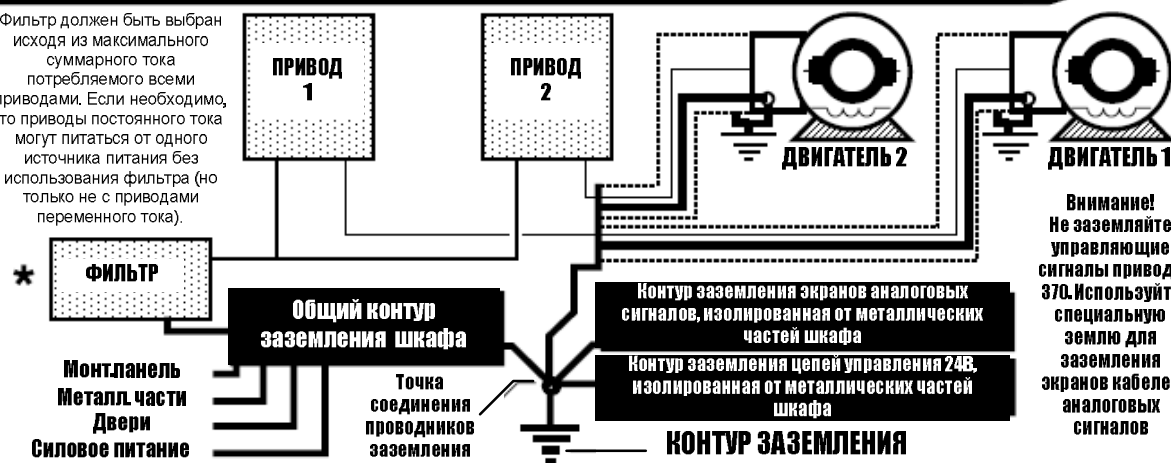 Фильтр должен быть выбран
исходя из максимального
суммарного тока
потребляемого всеми
приводами. Если необходимо,
то приводы постоянного тока
могут питаться от одного
источника питания без
использования фильтра (но
только не с приводами
переменного тока).
ПРИВОД
1
ПРИВОД
2
ДВИГАТЕЛЬ 2
ДВИГАТЕЛЬ 1
* ФИЛЬТР
Общий контур
заземления шкафа
Монт.панель
Металл. части
Двери
Силовое питание
Точка
соединения
проводников
заземления
Контур заземления экранов аналоговых
сигналов, изолированная от металлических
частей шкафа
Контур заземления цепей управления 24В,
изолированная от металлических частей
шкафа
КОНТУР ЗАЗЕМЛЕНИЯ
Внимание!
Не заземляйте
управляющие
сигналы привод
370. Используйт
специальную
землю для
заземления
экранов кабеле
аналоговых
сигналов